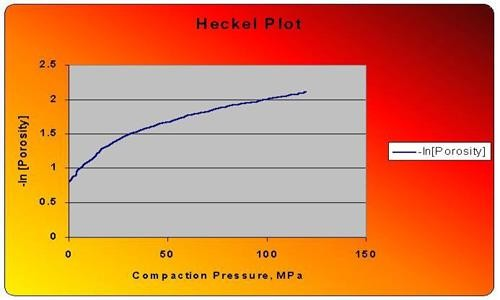 Heckel Plot
2.5
2
1.5
1
0.5
0
0 50 100 150
-ln [Porosity]
Compaction Pressure, MPa
-ln[Porosity]